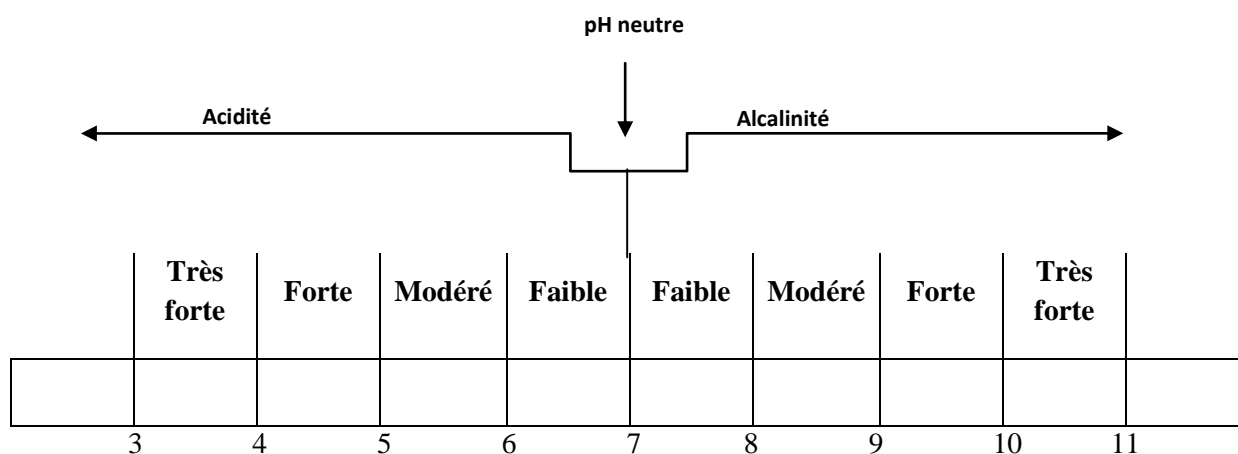 pH neutre
Acidité
Alcalinité
Très forte
Forte
Modéré
Faible
Faible
Modéré
Forte
Très forte
3 4 5 6 7 8 9 10 11